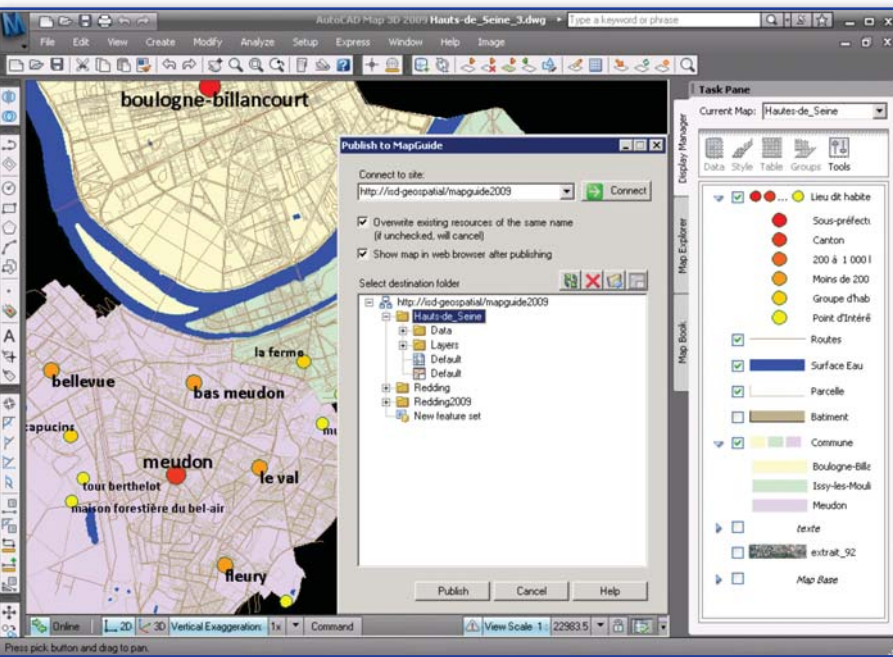 AutoCAD Map 3D 2009 Hauts-de_Seine_3.dwg
Type a keyword or phrase
File Edit View Create Modify Analyze Setup Express Window Help Image
boulogne-billancourt
la ferme
bellevue
bas meudon
apucins
mu
meudon
le val
tour berthelot
maison forestière du bel-air
fleury
Publish to MapGuide
Connect to site:
http://isd-geospatial/mapguide2009
Connect
Overwrite existing resources of the same name
(if unchecked, will cancel)
Show map in web browser after publishing
Select destination folder
http://isd-geospatial/mapguide2009
Hauts-de_Seine
Data
Layers
Default
Default
Redding
Redding2009
New feature set
Publish Cancel Help
Task Pane
Current Map: Hautes-de_Seine
Data Style Table Groups Tools
Display Manager
Map Explorer
Map Book
... Lieu dit habite
Sous-préfectu
Canton
200 à 1 000 l
Moins de 200
Groupe d'hab
Point d'Intérê
Routes
Surface Eau
Parcelle
Batiment
Commune
Boulogne-Billa
Issy-les-Mouli
Meudon
texte
extrait_92
Map Base
Online 2D 3D Vertical Exaggeration: 1x Command View Scale 1 : 22983.5
Press pick button and drag to pan.